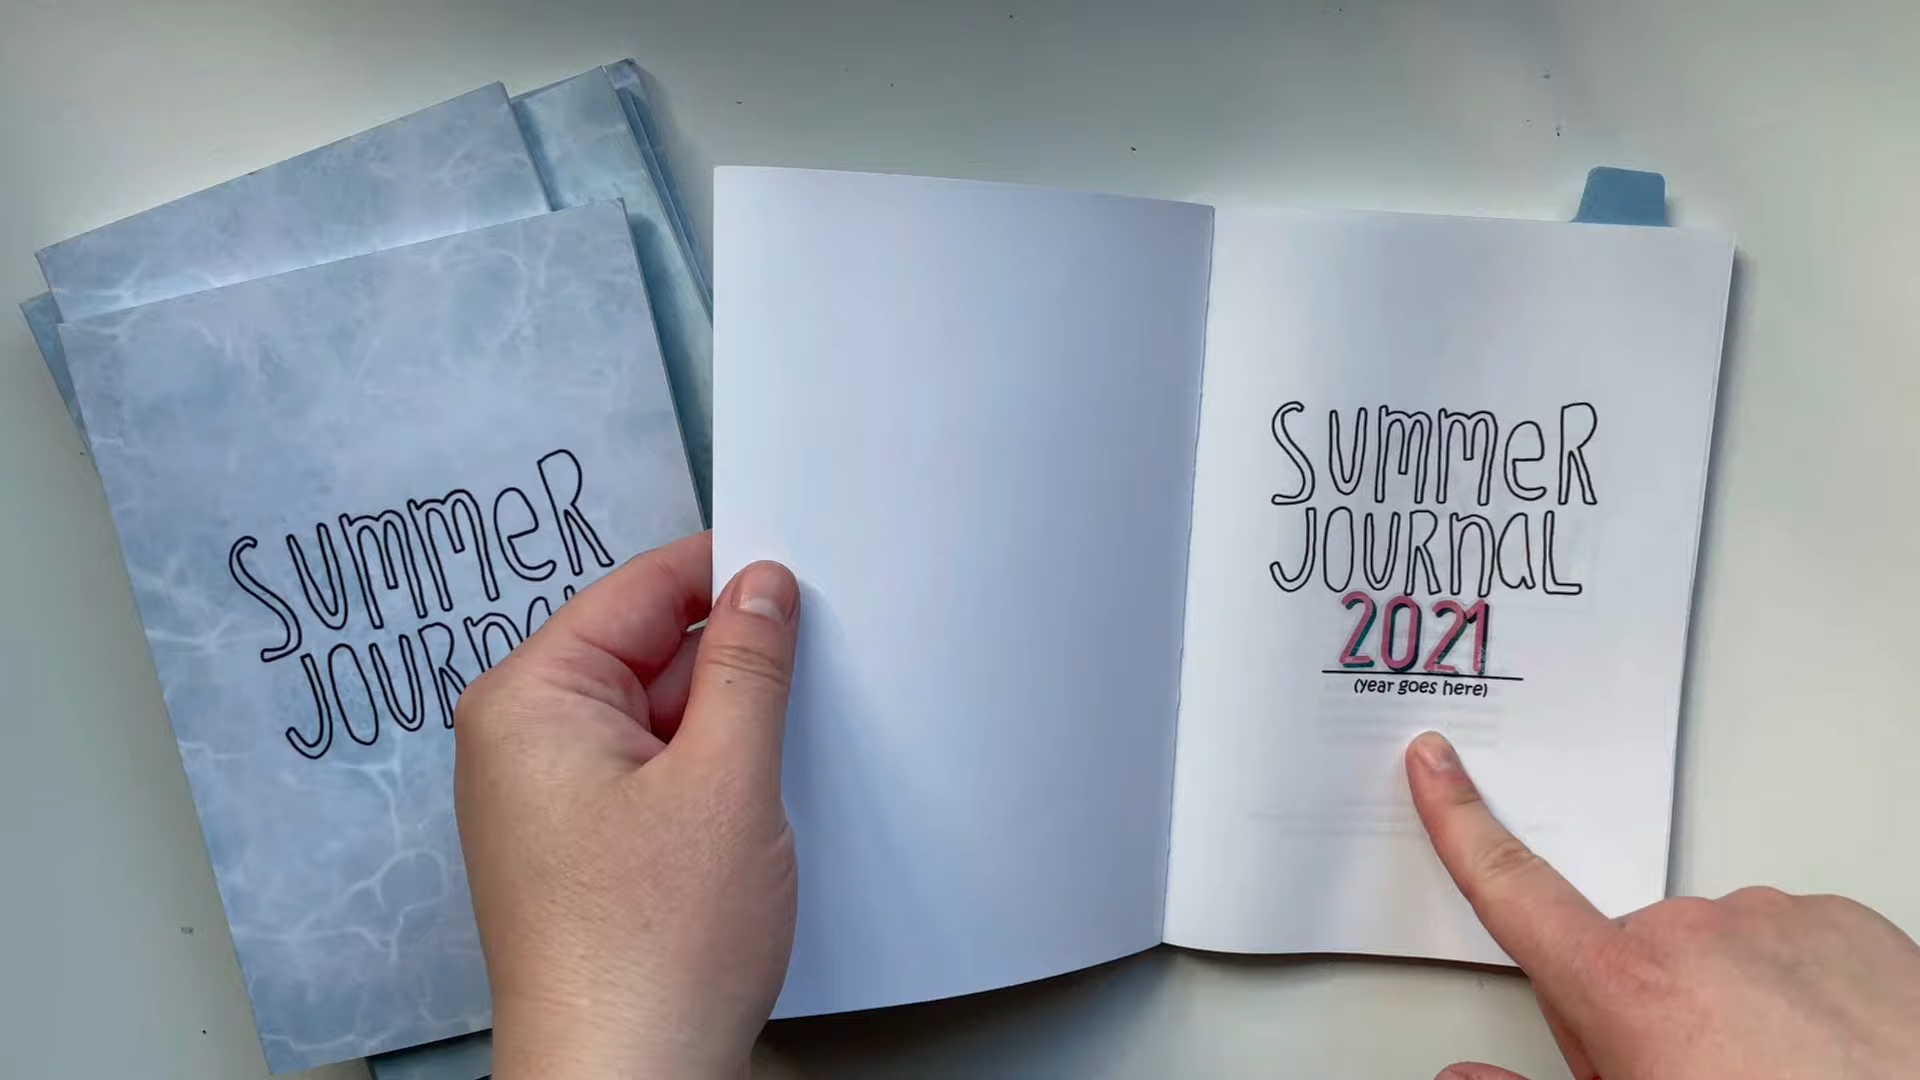 SUMMER
JOURNAL
SUMMER
JOURNAL
2021
(year goes here)